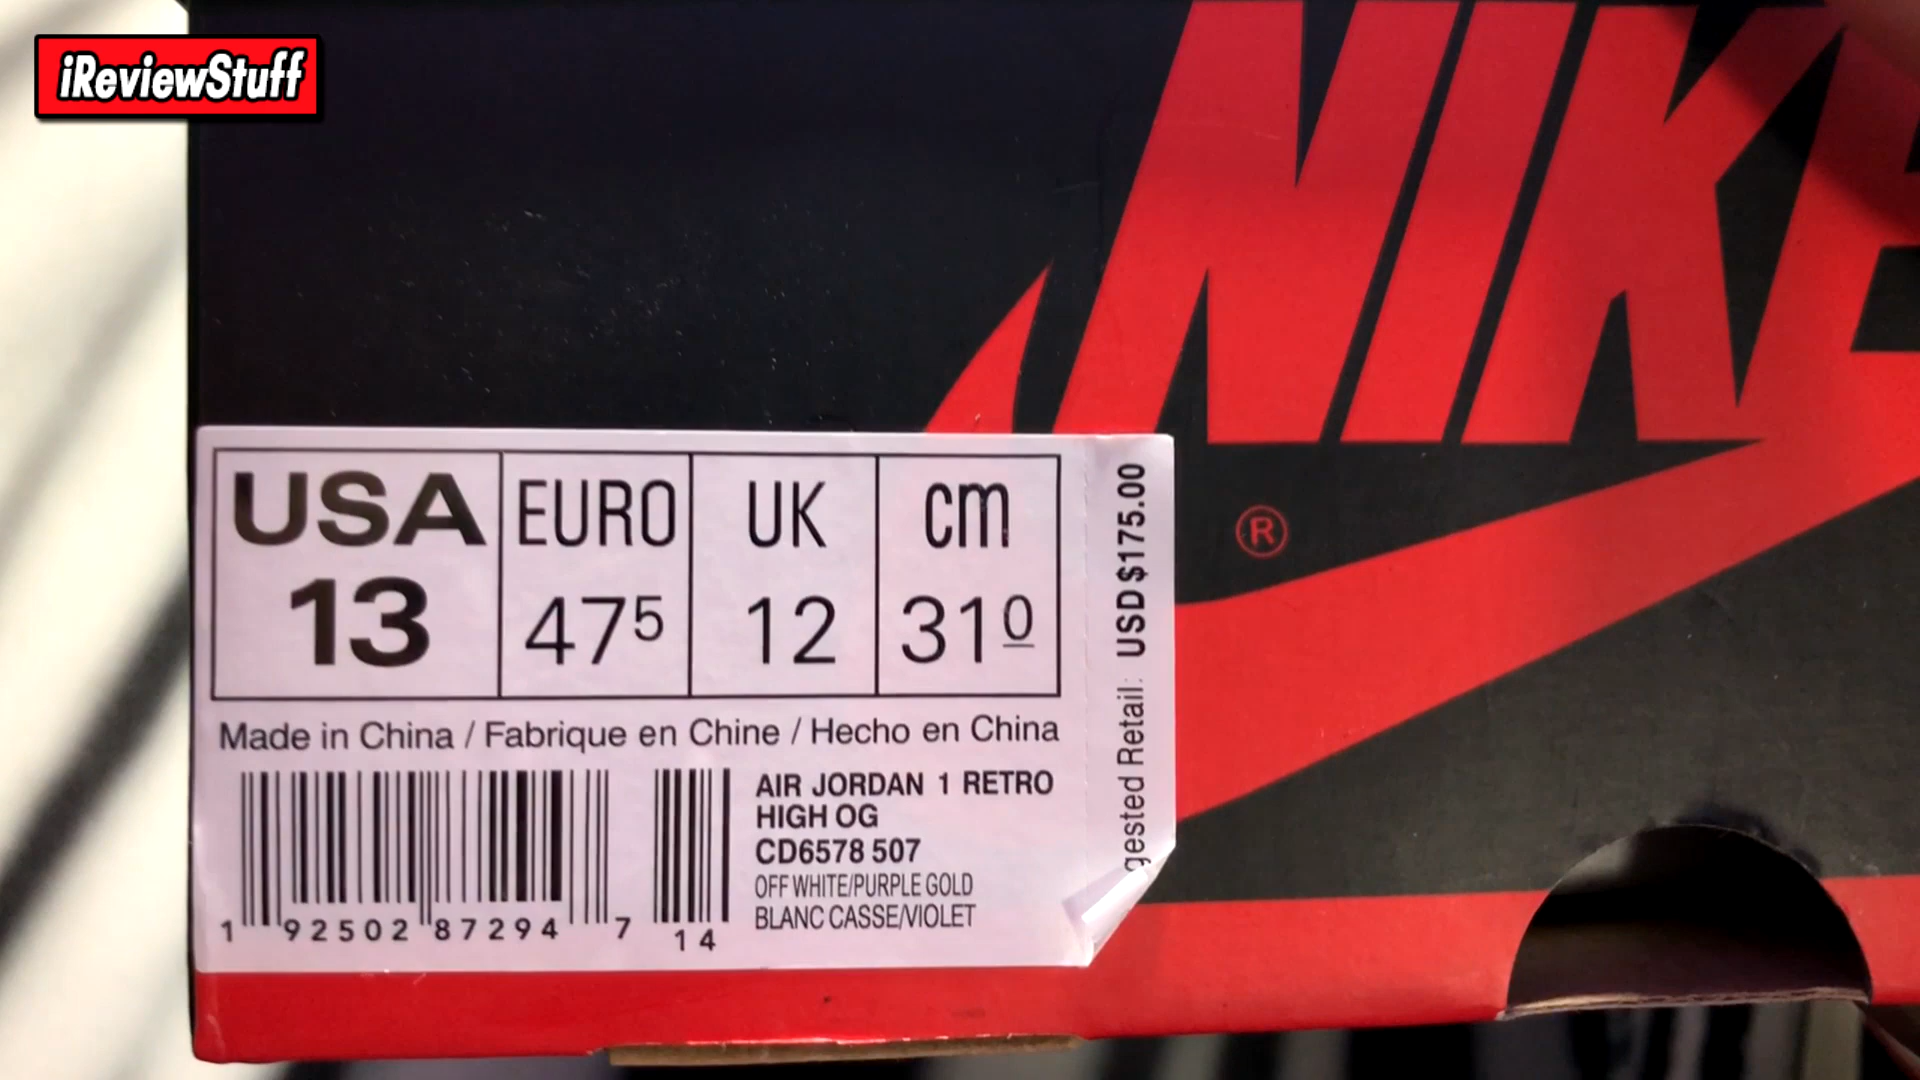 iReviewStuff
NIKE
®
USA EURO UK cm
13 47⁵ 12 31⁰
Made in China / Fabrique en Chine / Hecho en China
AIR JORDAN 1 RETRO
HIGH OG
CD6578 507
OFF WHITE/PURPLE GOLD
BLANC CASSE/VIOLET
1 92502 87294 7 14
gested Retail: USD$175.00